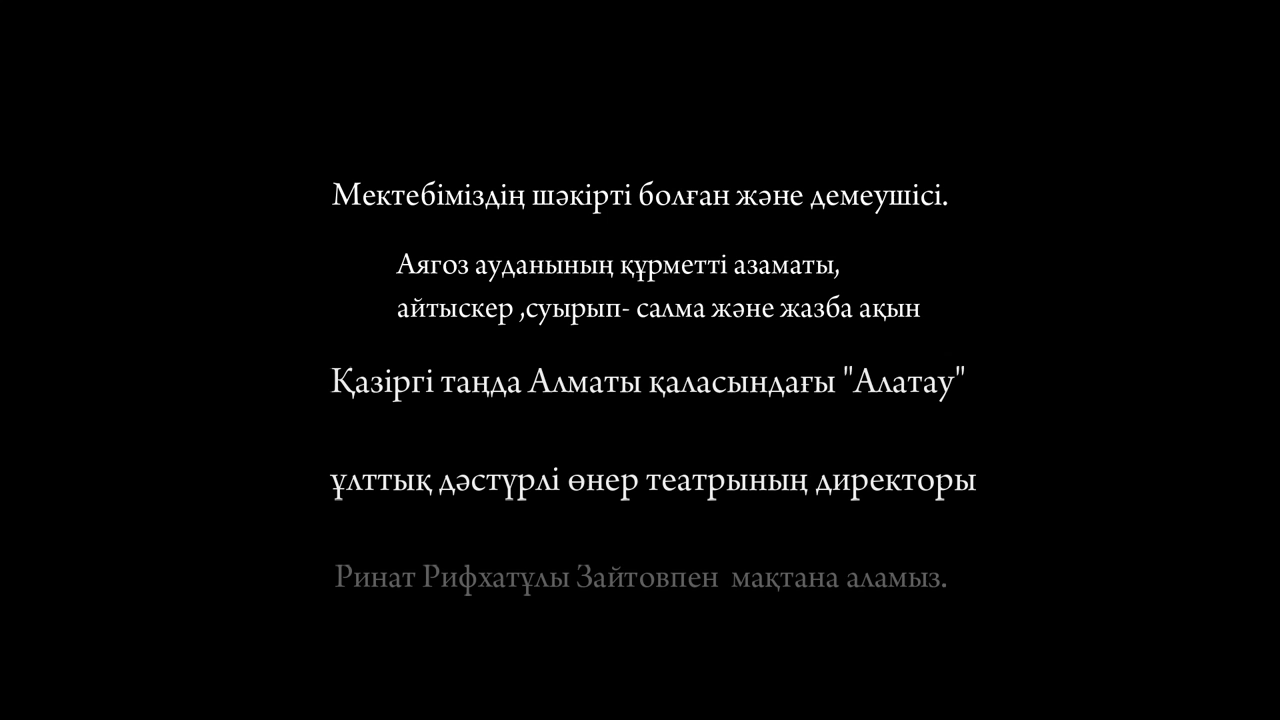 Мектебіміздің шәкірті болған және демеушісі.
Аягоз ауданының құрметті азаматы,
айтыскер ,суырып- салма және жазба ақын
Қазіргі таңда Алматы қаласындағы "Алатау"
ұлттық дәстүрлі өнер театрының директоры
Ринат Рифхатұлы Зайтовпен мақтана аламыз.